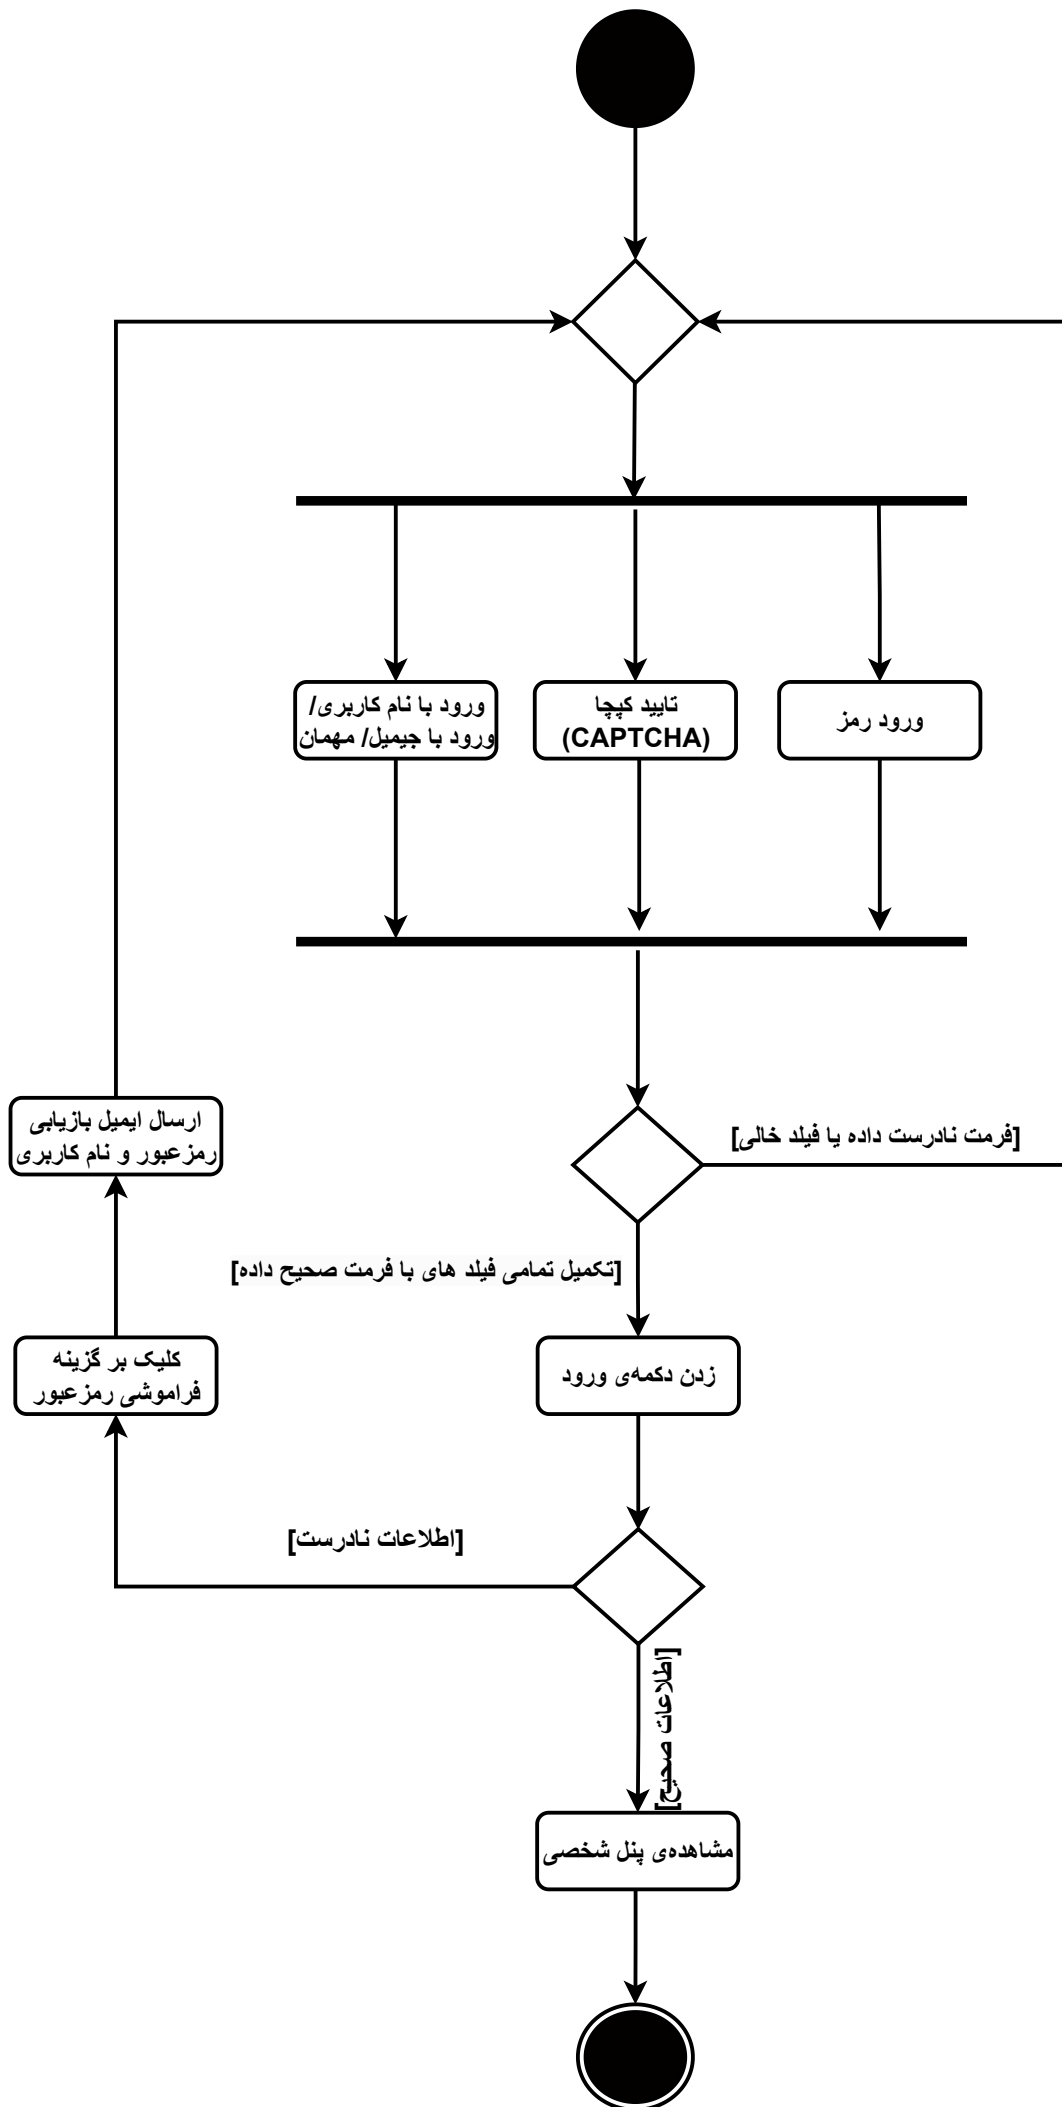 ورود با نام کاربری/
ورود با جیمیل/ مهمان
تایید کپچا
(CAPTCHA)
ورود رمز
[فرمت نادرست داده یا فیلد خالی]
ارسال ایمیل بازیابی
رمزعبور و نام کاربری
[تکمیل تمامی فیلد های با فرمت صحیح داده]
کلیک بر گزینه
فراموشی رمزعبور
زدن دکمه‌ی ورود
[اطلاعات نادرست]
[اطلاعات صحیح]
مشاهده‌ی پنل شخصی